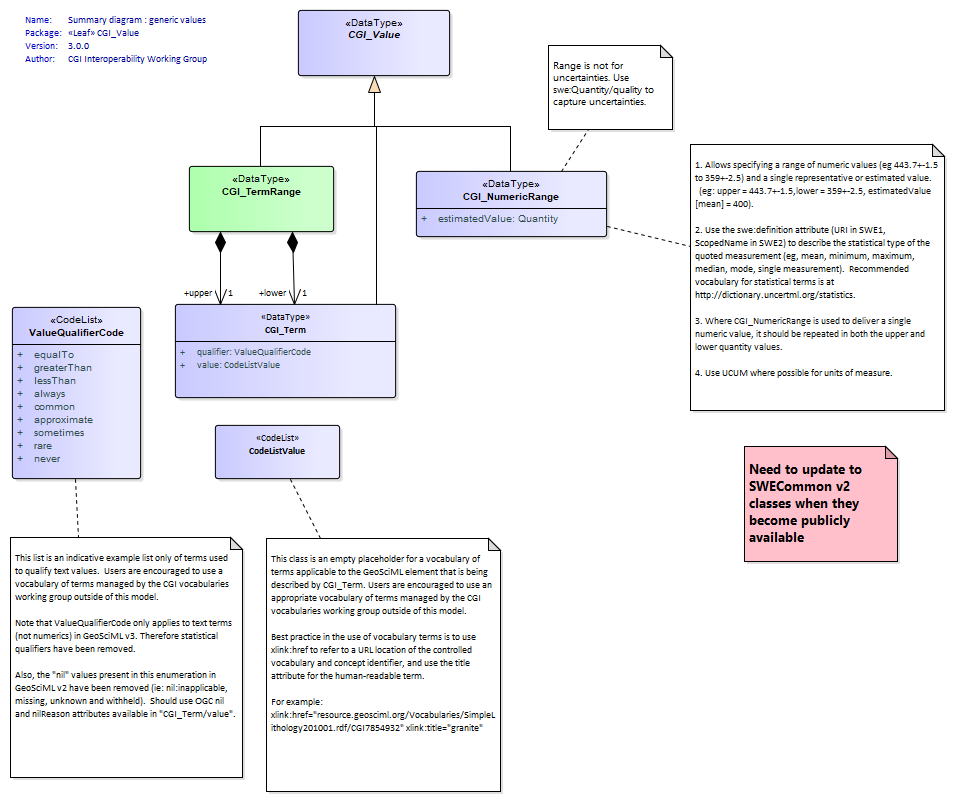 Name: Summary diagram : generic values
Package: «Leaf» CGI_Value
Version: 3.0.0
Author: CGI Interoperability Working Group
«DataType»
CGI_Value
Range is not for
uncertainties. Use
swe:Quantity/quality to
capture uncertainties.
«DataType»
CGI_TermRange
«DataType»
CGI_NumericRange
+ estimatedValue: Quantity
1. Allows specifying a range of numeric values (eg 443.7+-1.5
to 359+-2.5) and a single representative or estimated value.
(eg: upper = 443.7+-1.5,lower = 359+-2.5, estimatedValue
[mean] = 400).
2. Use the swe:definition attribute (URI in SWE1,
ScopedName in SWE2) to describe the statistical type of the
quoted measurement (eg, mean, minimum, maximum,
median, mode, single measurement). Recommended
vocabulary for statistical terms is at
http://dictionary.uncertml.org/statistics.
3. Where CGI_NumericRange is used to deliver a single
numeric value, it should be repeated in both the upper and
lower quantity values.
4. Use UCUM where possible for units of measure.
+upper 1 +lower 1
«DataType»
CGI_Term
+ qualifier: ValueQualifierCode
+ value: CodeListValue
«CodeList»
ValueQualifierCode
+ equalTo
+ greaterThan
+ lessThan
+ always
+ common
+ approximate
+ sometimes
+ rare
+ never
«CodeList»
CodeListValue
Need to update to
SWECommon v2
classes when they
become publicly
available
This list is an indicative example list only of terms used
to qualify text values. Users are encouraged to use a
vocabulary of terms managed by the CGI vocabularies
working group outside of this model.
Note that ValueQualifierCode only applies to text terms
(not numerics) in GeoSciML v3. Therefore statistical
qualifiers have been removed.
Also, the "nil" values present in this enumeration in
GeoSciML v2 have been removed (ie: nil:inapplicable,
missing, unknown and withheld). Should use OGC nil
and nilReason attributes available in "CGI_Term/value".
This class is an empty placeholder for a vocabulary of
terms applicable to the GeoSciML element that is being
described by CGI_Term. Users are encouraged to use an
appropriate vocabulary of terms managed by the CGI
vocabularies working group outside of this model.
Best practice in the use of vocabulary terms is to use
xlink:href to refer to a URL location of the controlled
vocabulary and concept identifier, and use the title
attribute for the human-readable term.
For example:
xlink:href="resource.geosciml.org/Vocabularies/SimpleL
ithology201001.rdf/CGI7854932" xlink:title="granite"